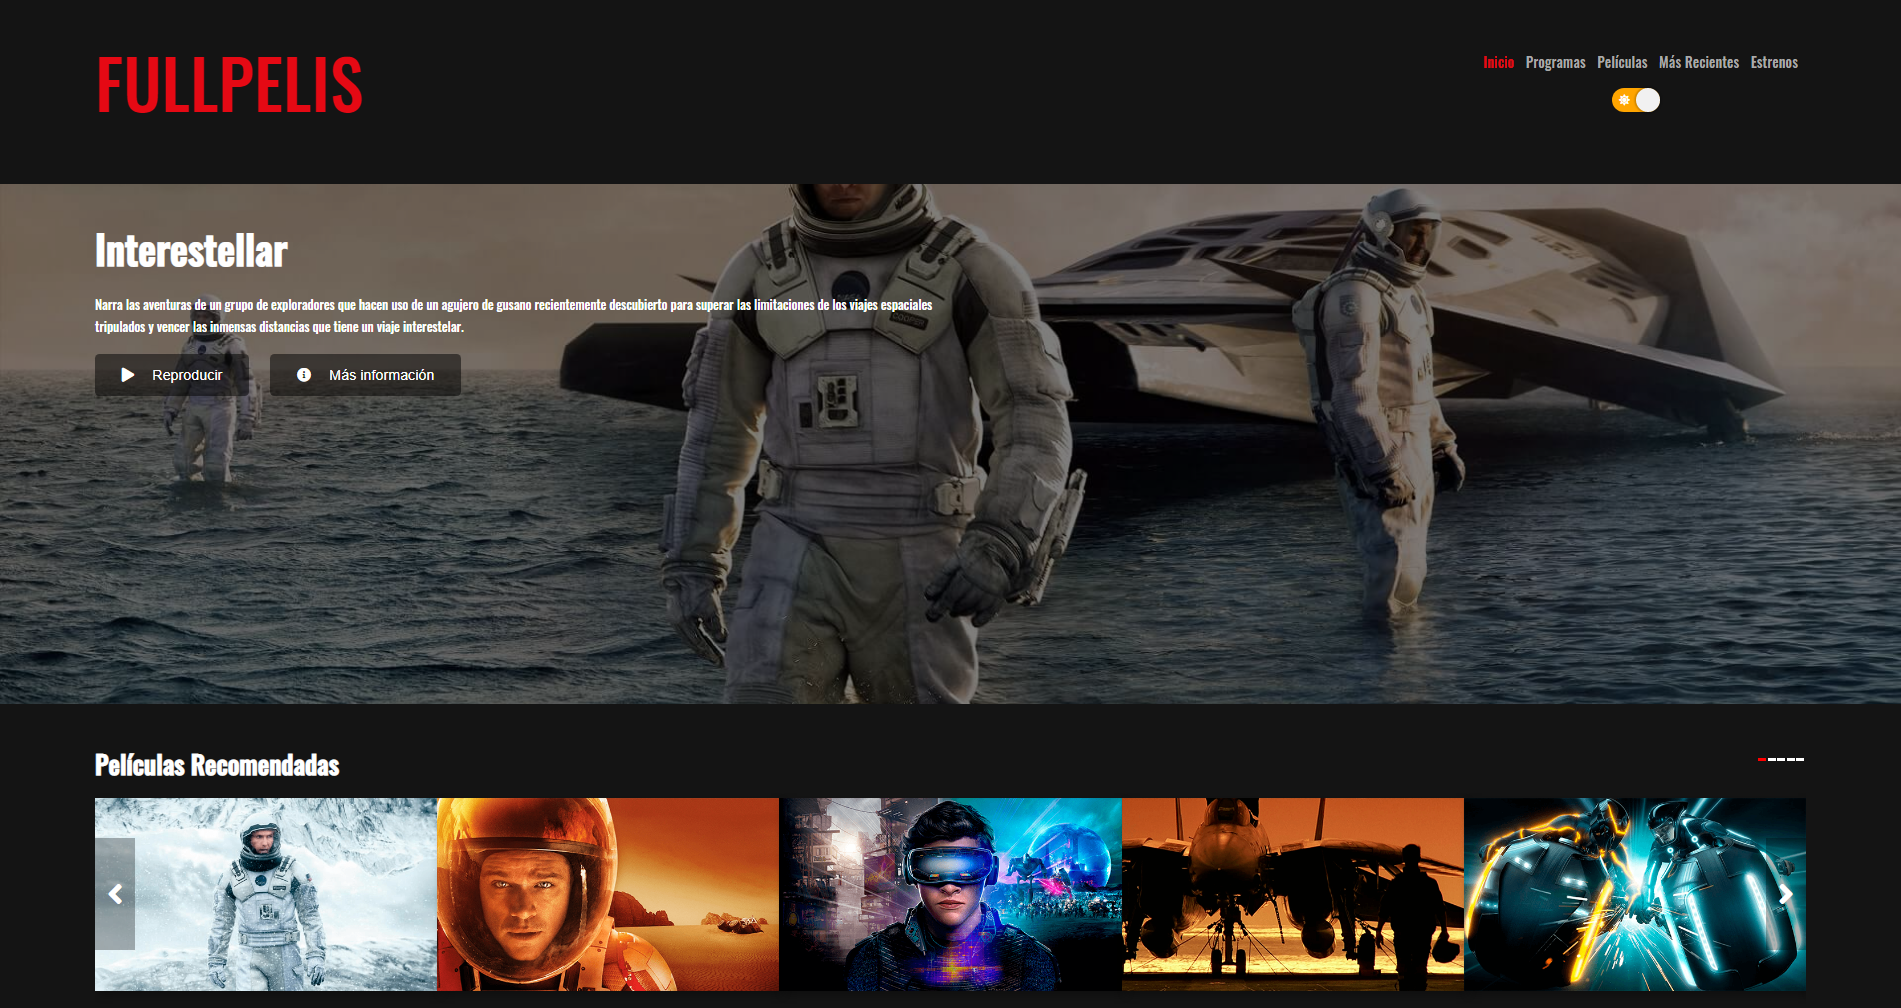 FULLPELIS
Inicio Programas Películas Más Recientes Estrenos
Interestellar
Narra las aventuras de un grupo de exploradores que hacen uso de un agujero de gusano recientemente descubierto para superar las limitaciones de los viajes espaciales
tripulados y vencer las inmensas distancias que tiene un viaje interestelar.
Reproducir Más información
COOPER
Películas Recomendadas